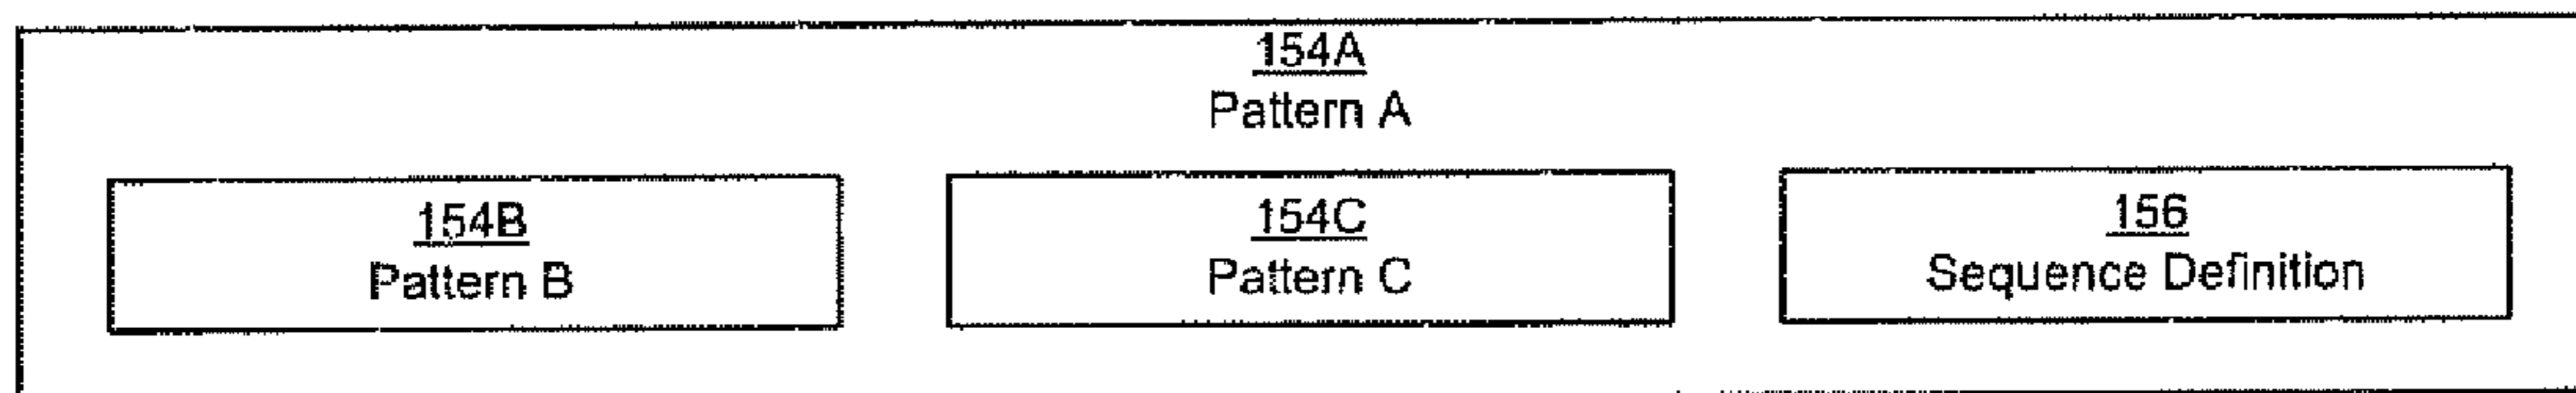 154A
Pattern A
154B
Pattern B
154C
Pattern C
156
Sequence Definition